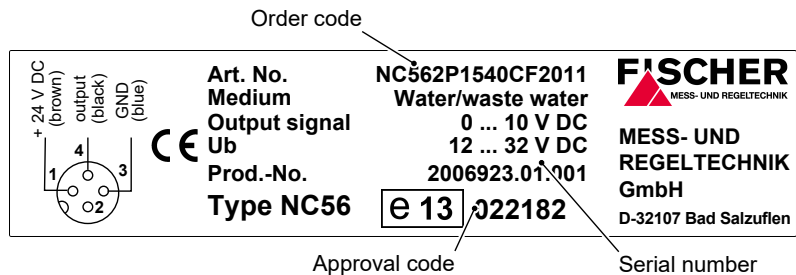 Order code
+ 24 V DC
(brown)
output
(black)
GND
(blue)
4
1
3
2
CE
Art. No. NC562P1540CF2011
Medium Water/waste water
Output signal 0 ... 10 V DC
Ub 12 ... 32 V DC
Prod.-No. 2006923.01.001
Type NC56 e 13 022182
FISCHER
MESS- UND REGELTECHNIK
MESS- UND
REGELTECHNIK
GmbH
D-32107 Bad Salzuflen
Approval code
Serial number